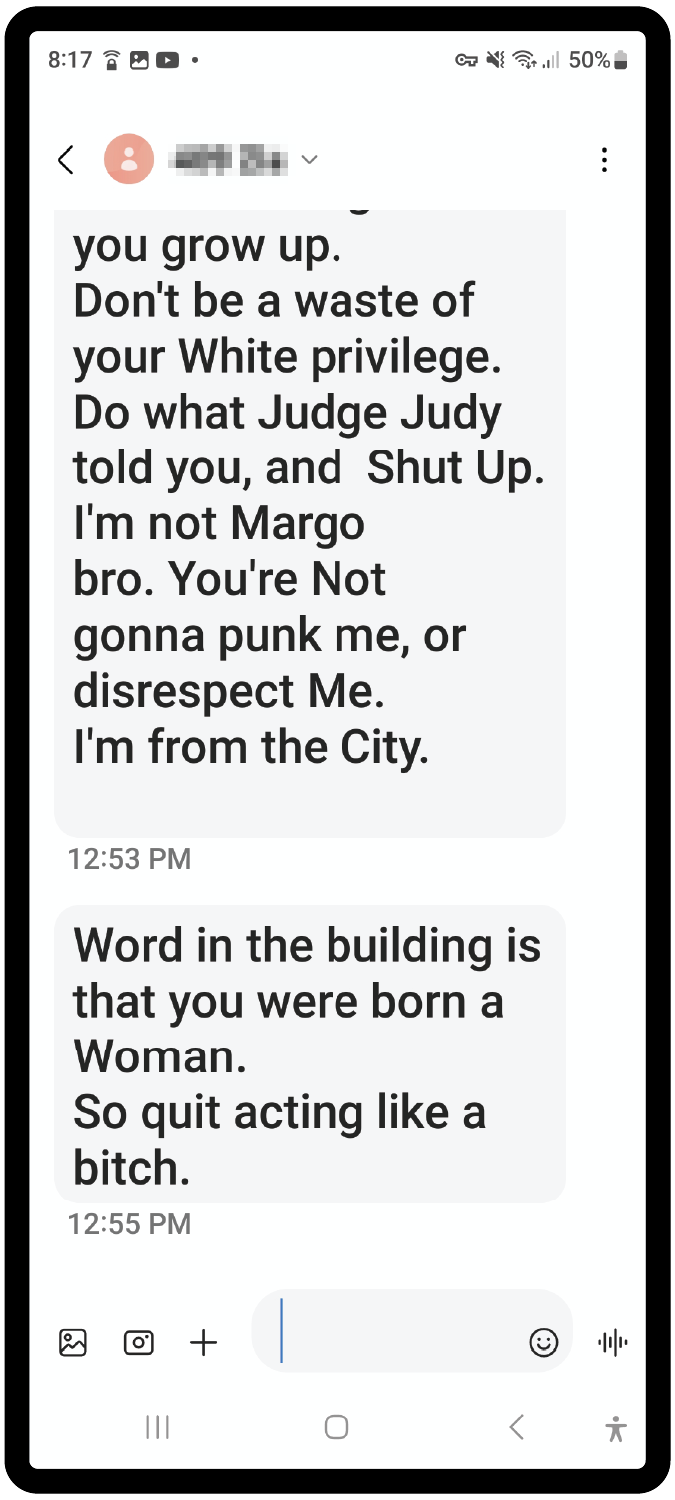 8:17
50%
you grow up.
Don't be a waste of
your White privilege.
Do what Judge Judy
told you, and  Shut Up.
I'm not Margo
bro. You're Not
gonna punk me, or
disrespect Me.
I'm from the City.
12:53 PM
Word in the building is
that you were born a
Woman.
So quit acting like a
bitch.
12:55 PM